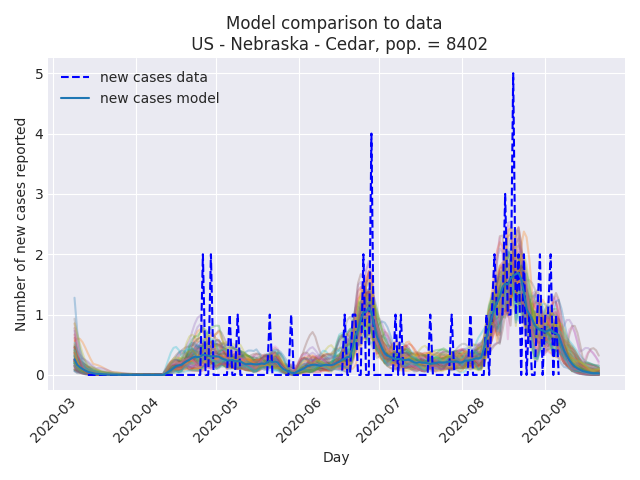 Model comparison to data
US - Nebraska - Cedar, pop. = 8402
new cases data
new cases model
Number of new cases reported
5
4
3
2
1
0
2020-03
2020-04
2020-05
2020-06
2020-07
2020-08
2020-09
Day